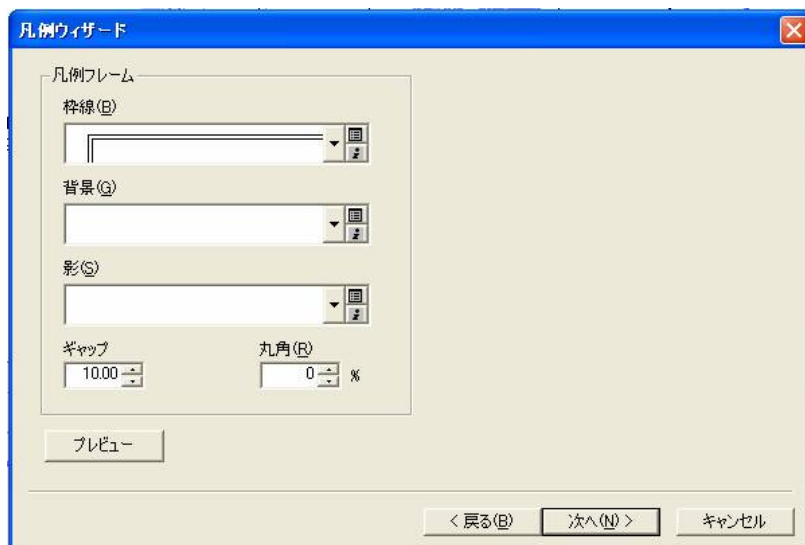 凡例ウィザード
凡例フレーム
枠線(B)
背景(G)
影(S)
ギャップ 丸角(R)
10.00 0 %
プレビュー
< 戻る(B) 次へ(N) > キャンセル